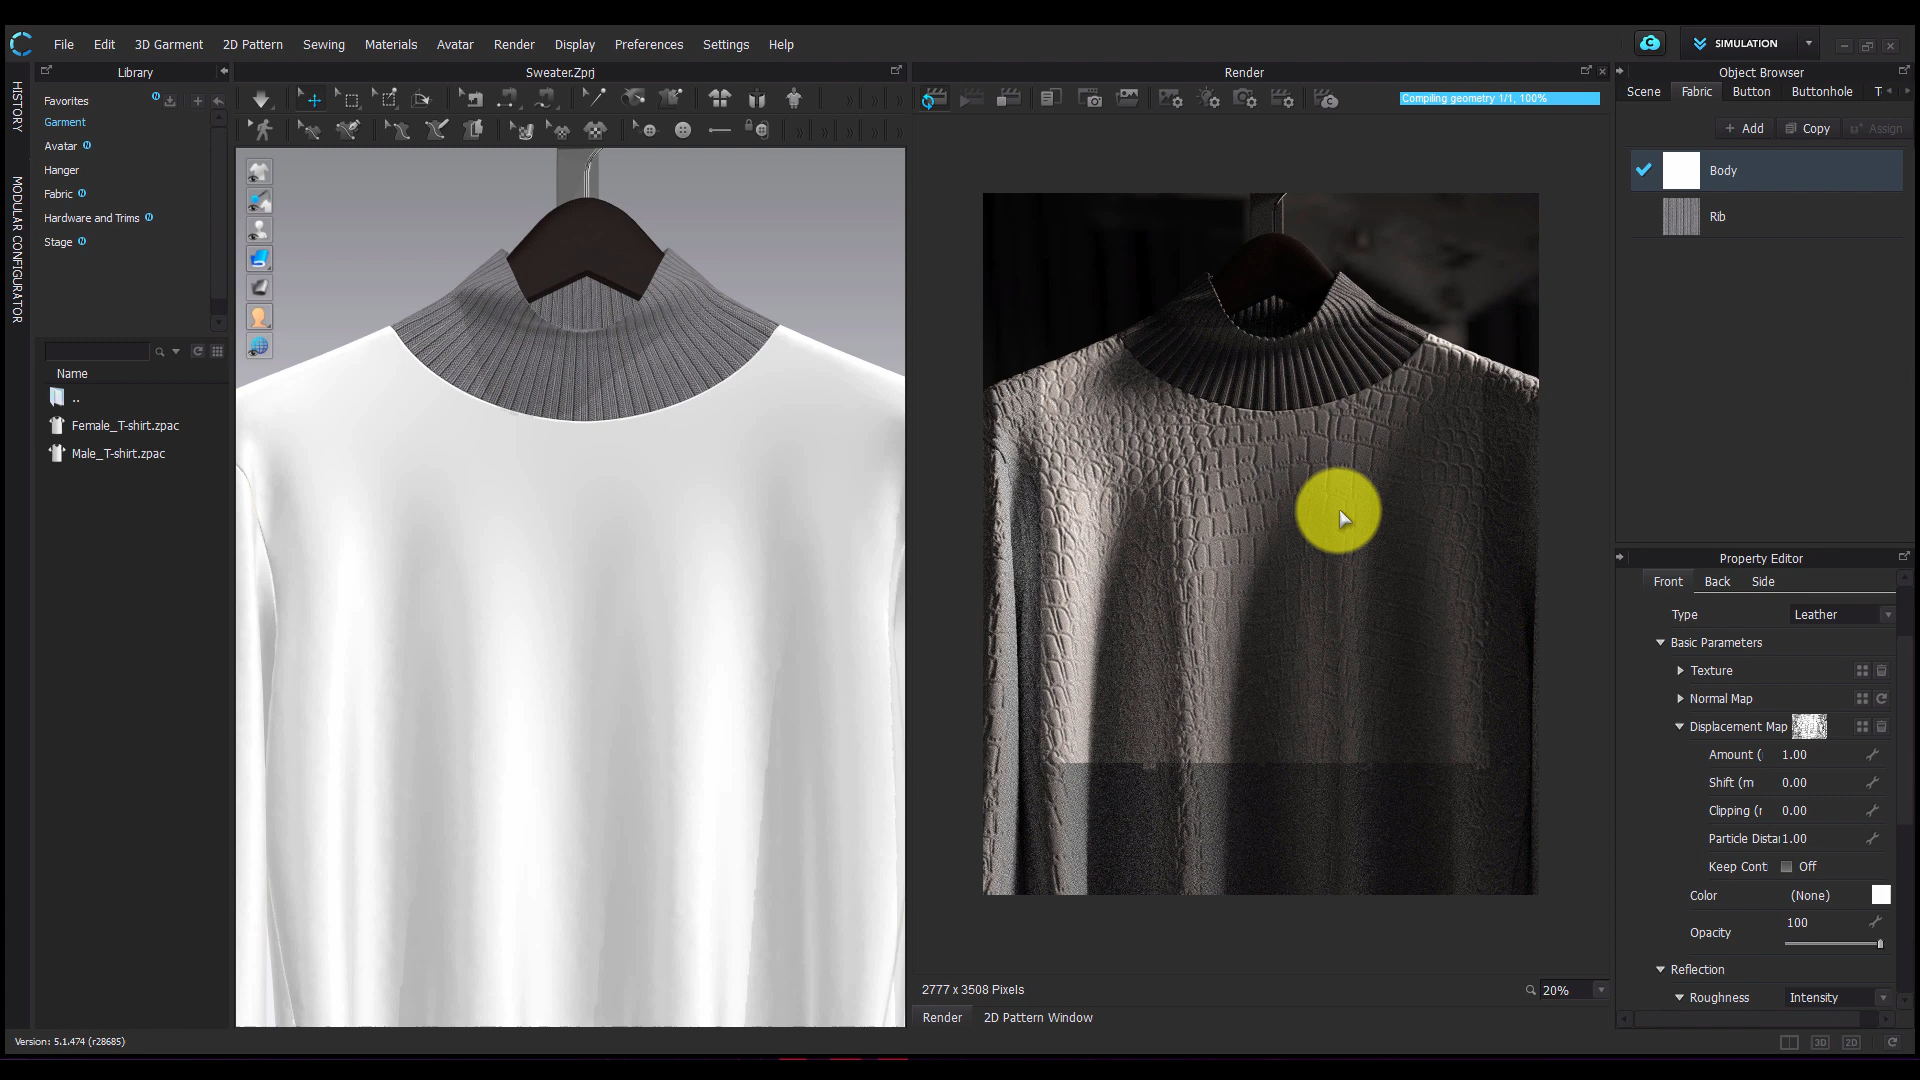 File Edit 3D Garment 2D Pattern Sewing Materials Avatar Render Display Preferences Settings Help
SIMULATION
HISTORY
MODULAR CONFIGURATOR
Library
Favorites
Garment
Avatar
Hanger
Fabric
Hardware and Trims
Stage
Name
..
Female_T-shirt.zpac
Male_T-shirt.zpac
Sweater.Zprj
Render
Compiling geometry 1/1, 100%
2777 x 3508 Pixels
20%
Render 2D Pattern Window
Object Browser
Scene Fabric Button Buttonhole T
+ Add Copy Assign
Body
Rib
Property Editor
Front Back Side
Type Leather
Basic Parameters
Texture
Normal Map
Displacement Map
Amount ( 1.00
Shift (m 0.00
Clipping (r 0.00
Particle Dista 1.00
Keep Cont Off
Color (None)
Opacity 100
Reflection
Roughness Intensity
Version: 5.1.474 (r28685)
3D 2D